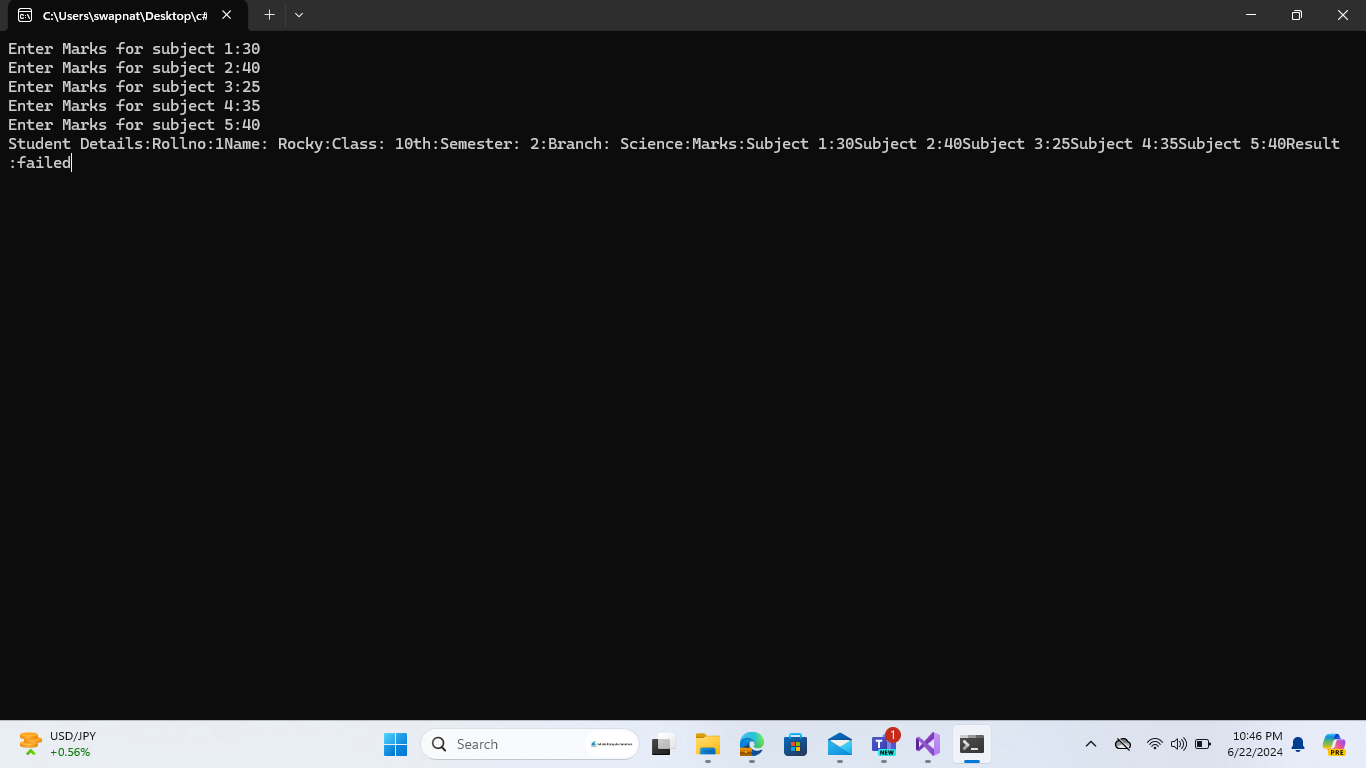 C:\Users\swapnat\Desktop\c#
Enter Marks for subject 1:30
Enter Marks for subject 2:40
Enter Marks for subject 3:25
Enter Marks for subject 4:35
Enter Marks for subject 5:40
Student Details:Rollno:1Name: Rocky:Class: 10th:Semester: 2:Branch: Science:Marks:Subject 1:30Subject 2:40Subject 3:25Subject 4:35Subject 5:40Result
:failed
USD/JPY
+0.56%
Search
1
NEW
10:46 PM
6/22/2024
PRE